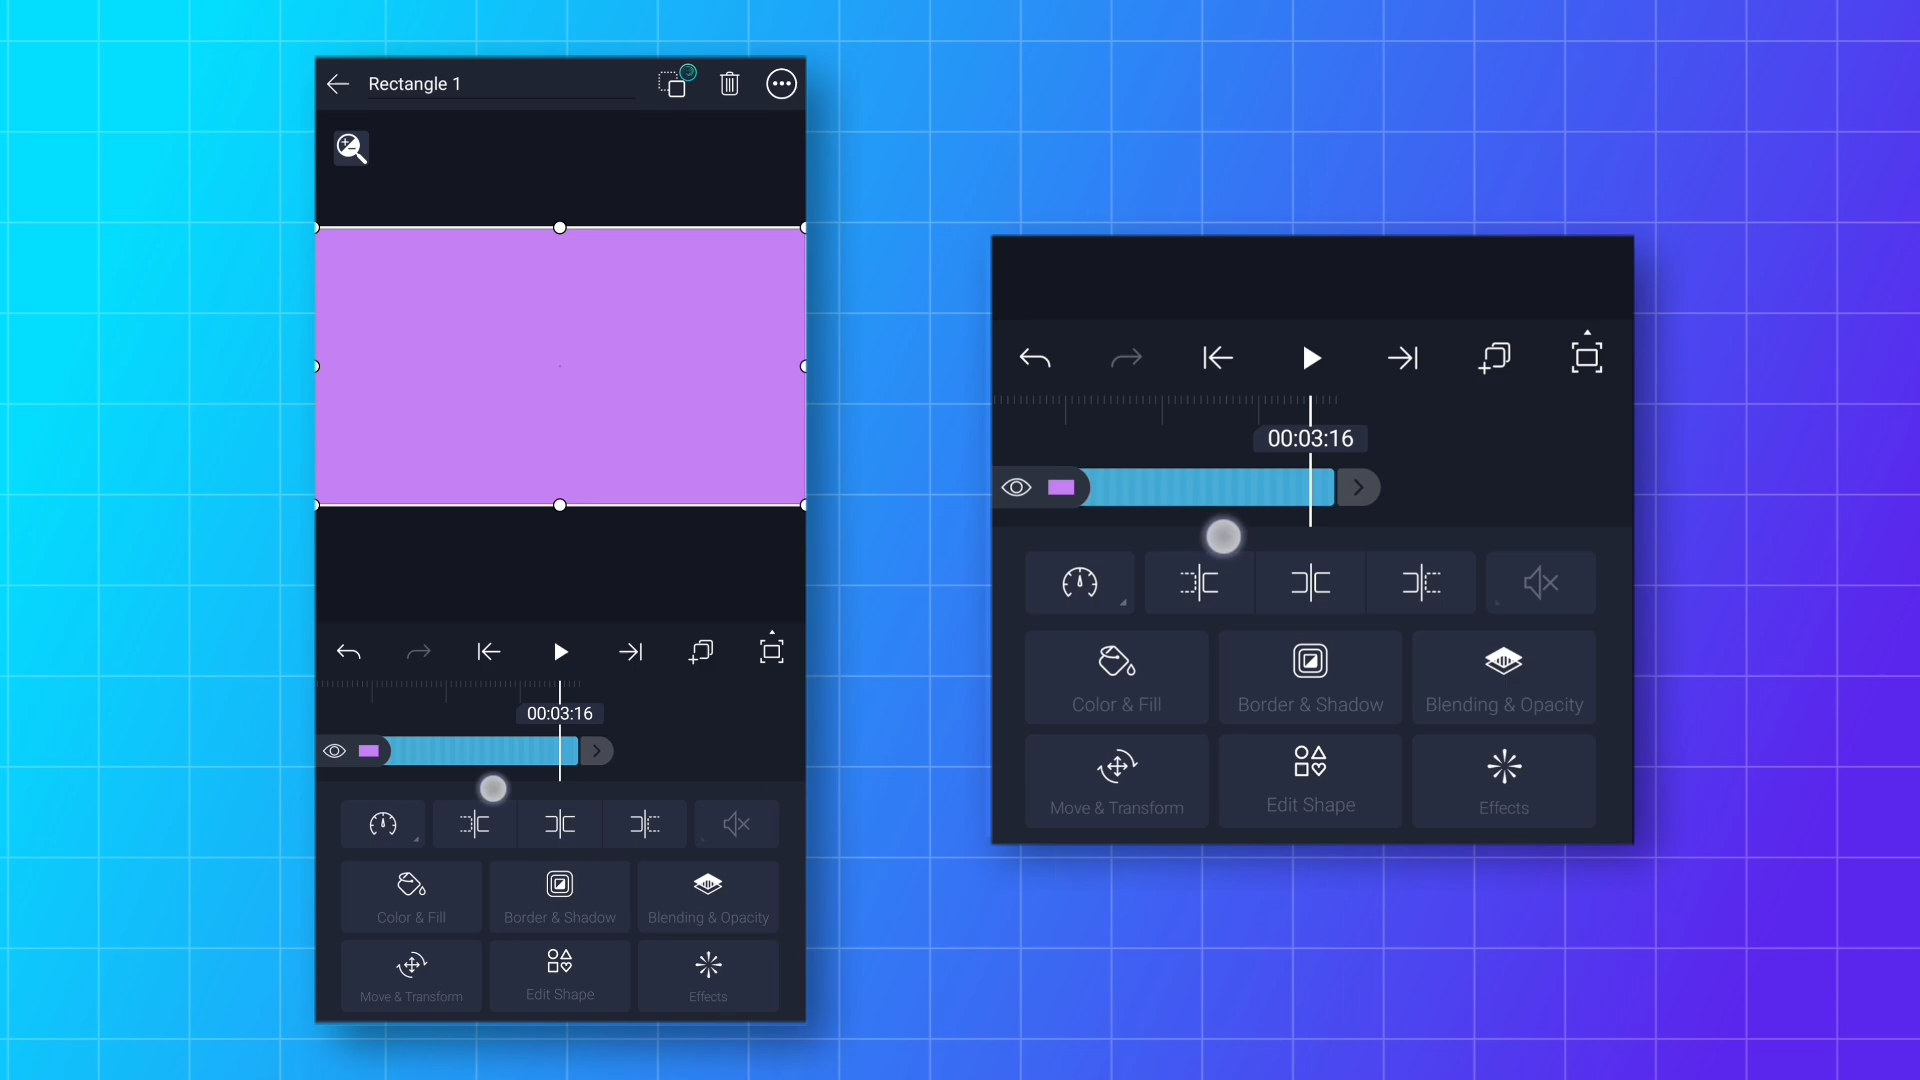 Rectangle 1
00:03:16
Color & Fill
Border & Shadow
Blending & Opacity
Move & Transform
Edit Shape
Effects
00:03:16
Color & Fill
Border & Shadow
Blending & Opacity
Move & Transform
Edit Shape
Effects